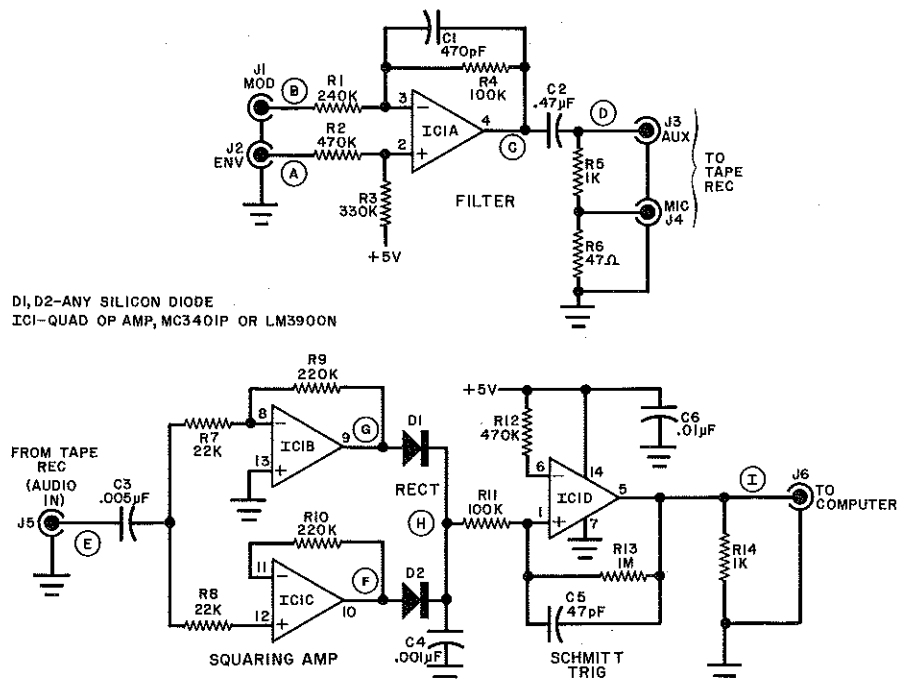 C1
470pF
R4
100K
J1
MOD
B
R1
240K
3
−
IC1A
4
C
C2
.47µF
D
J3
AUX
J2
ENV
A
R2
470K
2
+
R3
330K
+5V
FILTER
R5
1K
MIC
J4
R6
47Ω
TO
TAPE
REC
D1, D2-ANY SILICON DIODE
IC1-QUAD OP AMP, MC3401P OR LM3900N
FROM TAPE
REC
(AUDIO
IN)
J5
E
C3
.005µF
R7
22K
R9
220K
8
−
IC1B
13
+
9
G
D1
RECT
H
R8
22K
R10
220K
11
−
IC1C
12
+
10
F
D2
C4
.001µF
SQUARING AMP
+5V
R12
470K
R11
100K
6
−
IC1D
1
+
14
7
5
C6
.01µF
R13
1M
C5
47pF
SCHMITT
TRIG
I
R14
1K
J6
TO
COMPUTER